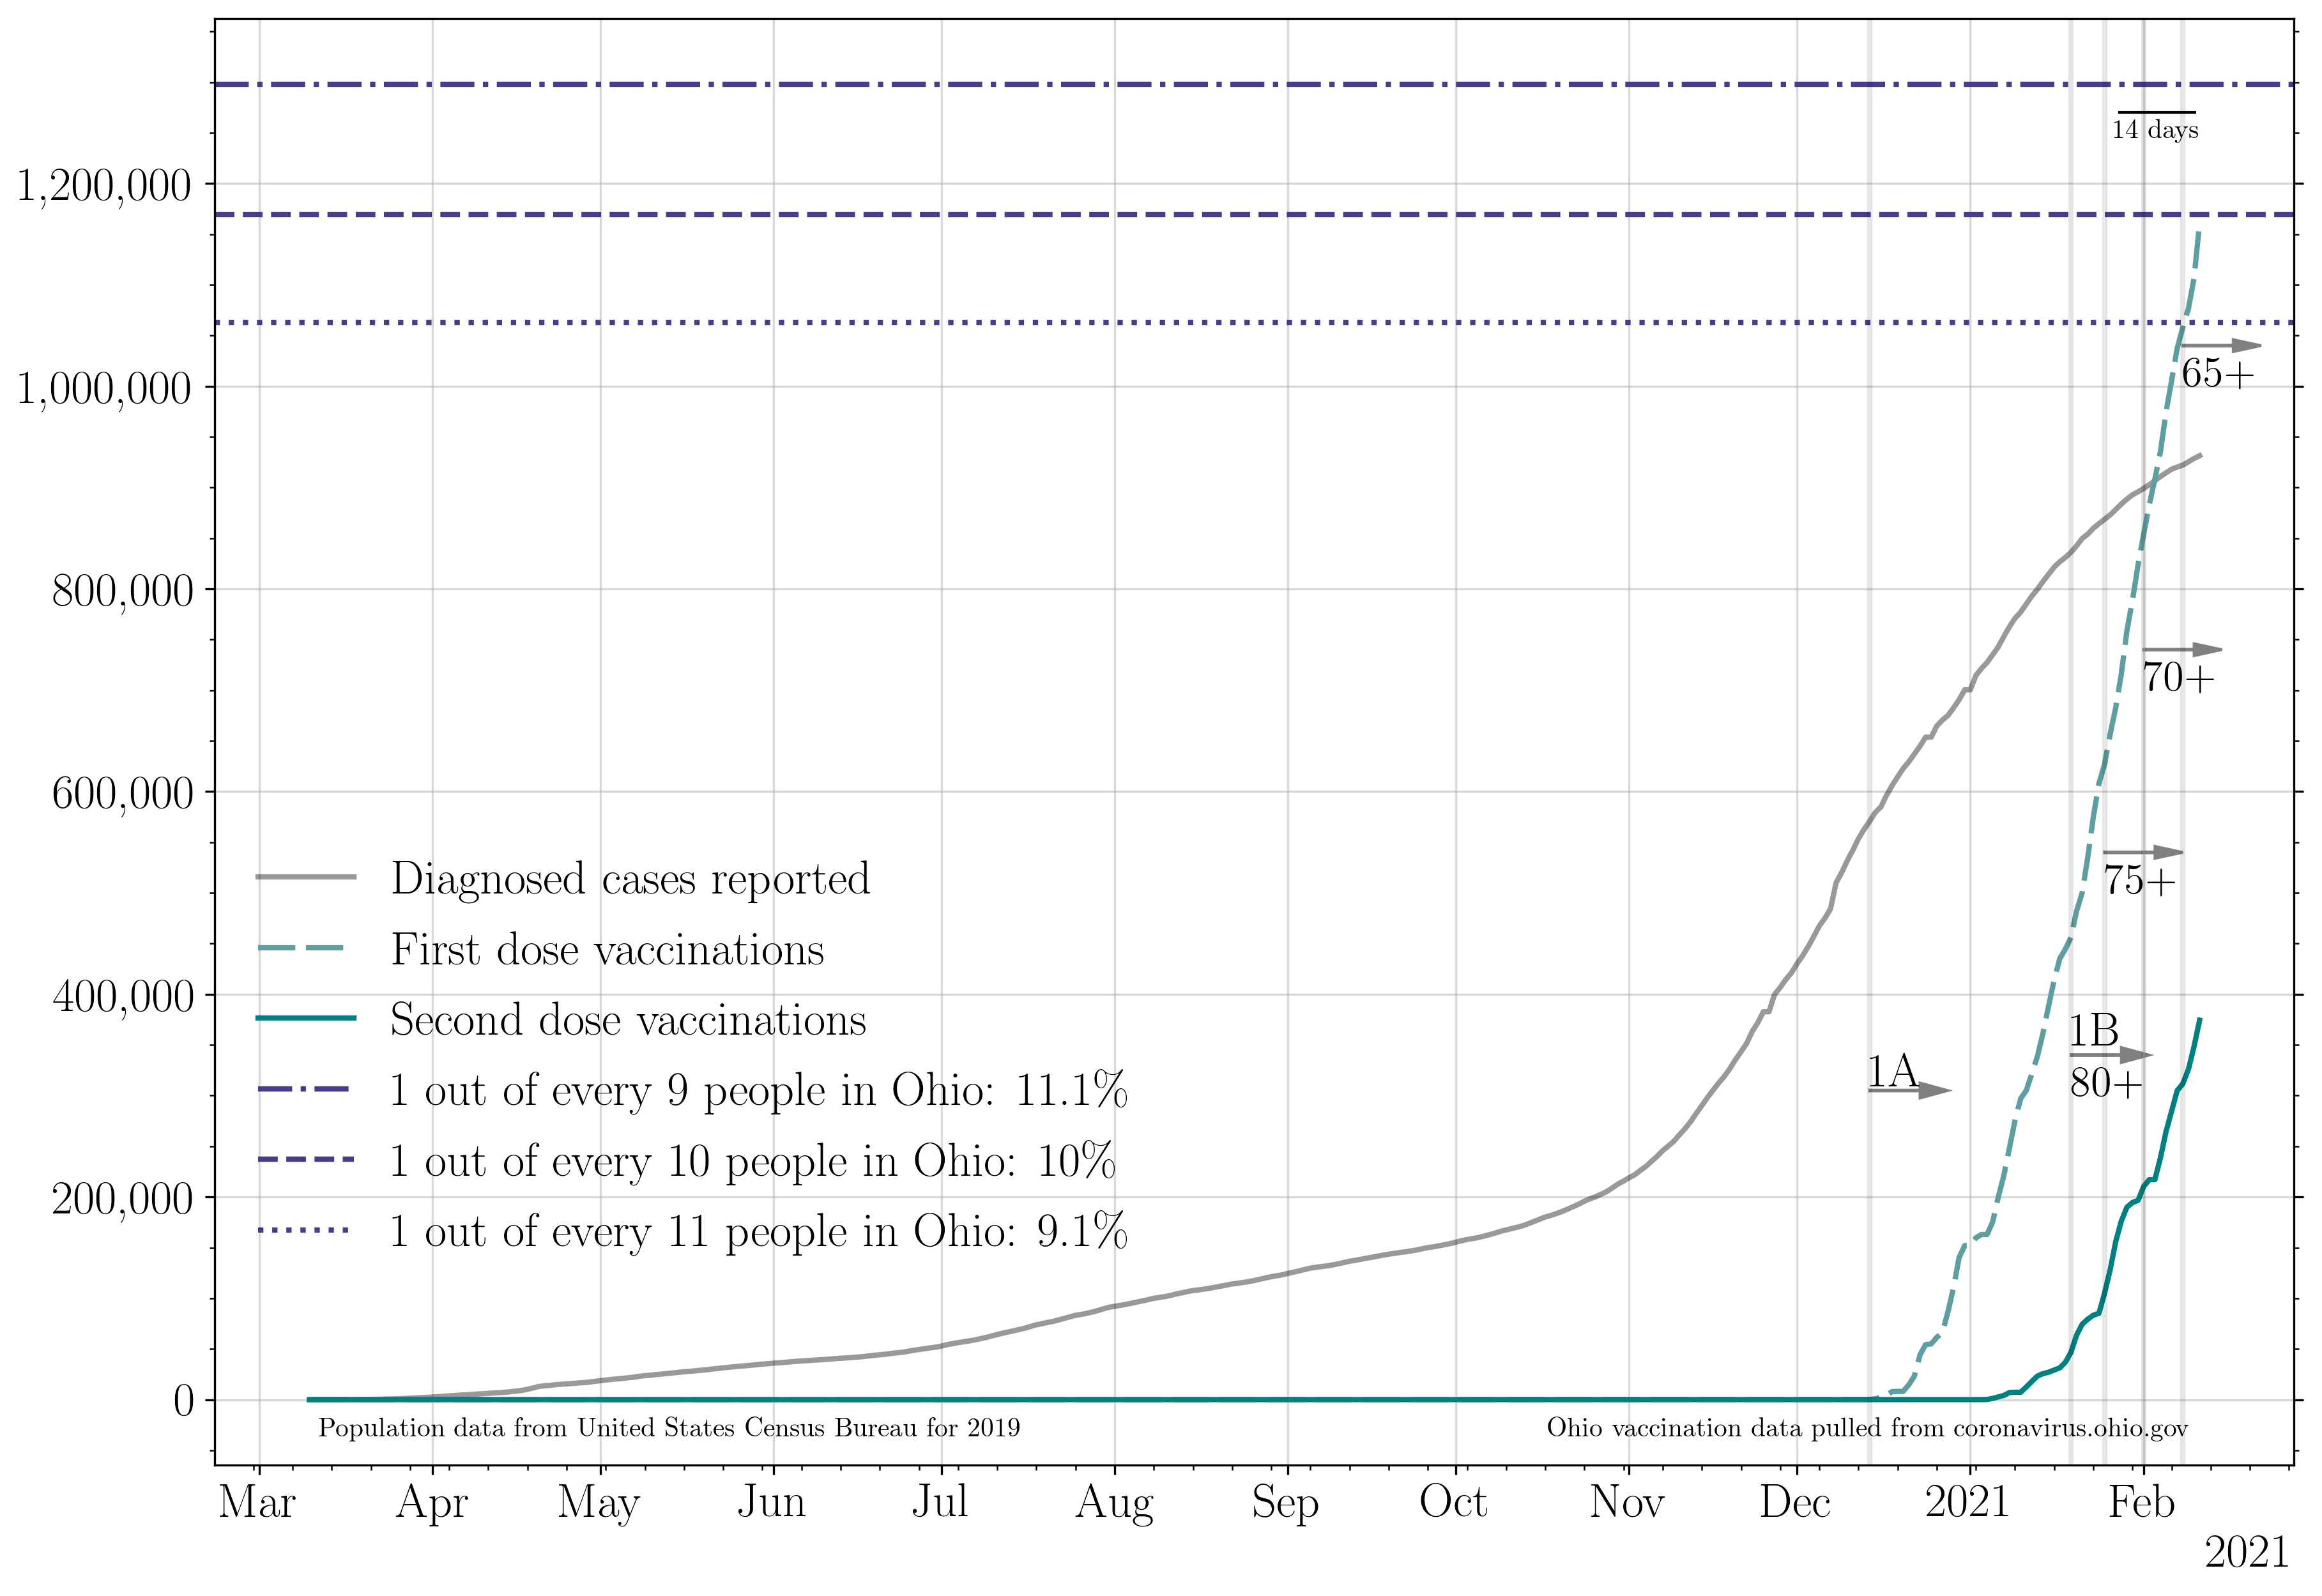 14 days
1,200,000
1,000,000
65+
800,000
70+
600,000
75+
Diagnosed cases reported
First dose vaccinations
400,000
Second dose vaccinations
1B
1A
80+
1 out of every 9 people in Ohio: 11.1%
1 out of every 10 people in Ohio: 10%
200,000
1 out of every 11 people in Ohio: 9.1%
0
Population data from United States Census Bureau for 2019
Ohio vaccination data pulled from coronavirus.ohio.gov
Mar Apr May Jun Jul Aug Sep Oct Nov Dec 2021 Feb
2021